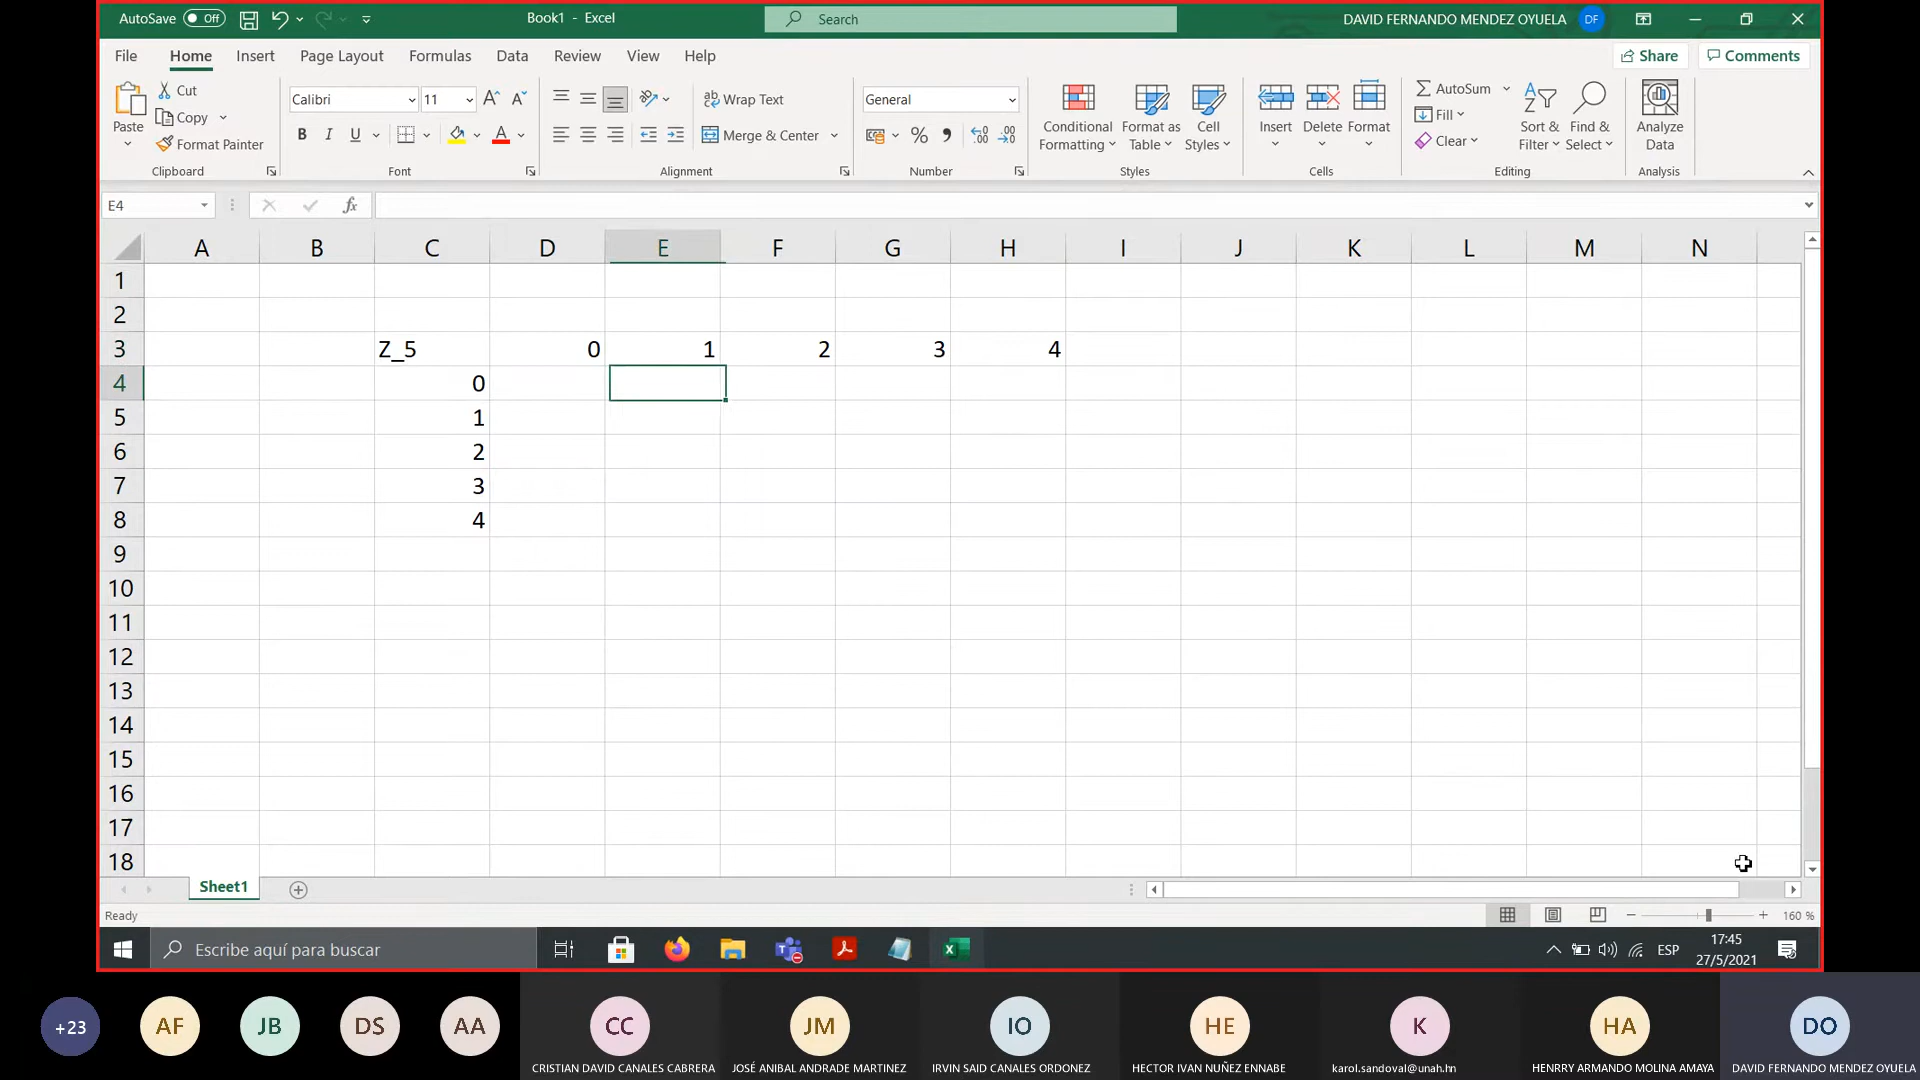 AutoSave Off Book1 - Excel Search DAVID FERNANDO MENDEZ OYUELA DF
File Home Insert Page Layout Formulas Data Review View Help Share Comments
Paste Cut Copy Format Painter Clipboard
Calibri 11 B I U A Font
Wrap Text Merge & Center Alignment
General % Number
Conditional Formatting Format as Table Cell Styles Styles
Insert Delete Format Cells
AutoSum Fill Clear Sort & Filter Find & Select Editing
Analyze Data Analysis
E4 fx
A B C D E F G H I J K L M N
1
2
3 Z_5 0 1 2 3 4
4 0
5 1
6 2
7 3
8 4
9
10
11
12
13
14
15
16
17
18
Sheet1
Ready 160 %
Escribe aquí para buscar ESP 17:45
27/5/2021
+23 AF JB DS AA CC JM IO HE K HA DO
CRISTIAN DAVID CANALES CABRERA JOSÉ ANIBAL ANDRADE MARTINEZ IRVIN SAID CANALES ORDONEZ HECTOR IVAN NUÑEZ ENNABE karol.sandoval@unah.hn HENRRY ARMANDO MOLINA AMAYA DAVID FERNANDO MENDEZ OYUELA